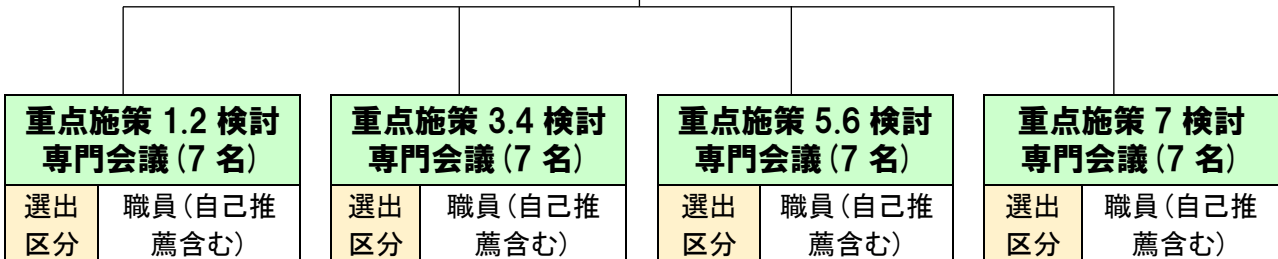 重点施策 1.2 検討
専門会議(7 名)
選出
区分
職員(自己推
薦含む)
重点施策 3.4 検討
専門会議(7 名)
選出
区分
職員(自己推
薦含む)
重点施策 5.6 検討
専門会議(7 名)
選出
区分
職員(自己推
薦含む)
重点施策 7 検討
専門会議(7 名)
選出
区分
職員(自己推
薦含む)